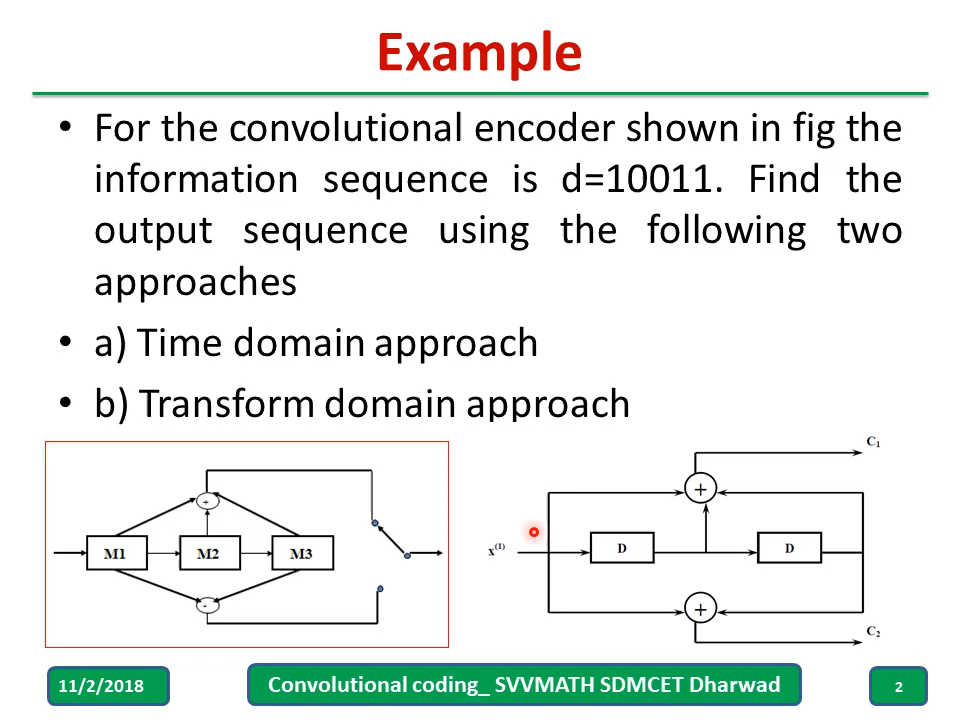 Example
• For the convolutional encoder shown in fig the
information sequence is d=10011. Find the
output sequence using the following two
approaches
• a) Time domain approach
• b) Transform domain approach
C1
+
+
x(1)
D
D
M1
M2
M3
-
+
C2
11/2/2018
Convolutional coding_ SVVMATH SDMCET Dharwad
2